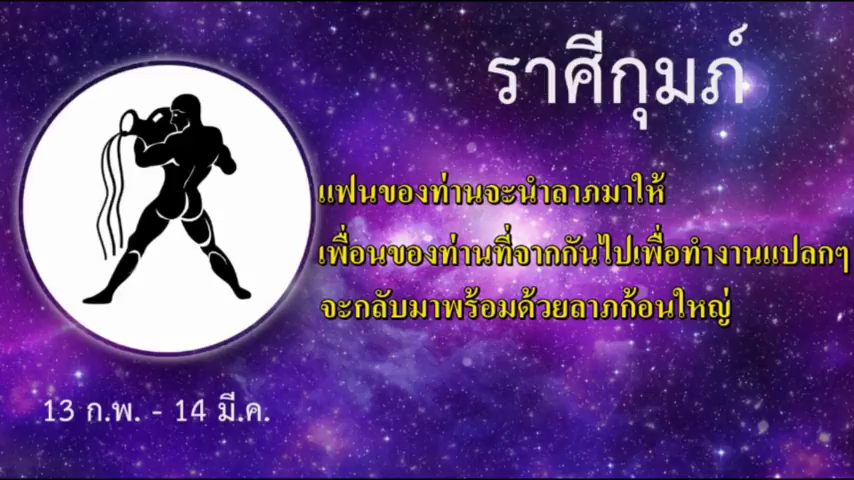 ราศีกุมภ์
แฟนของท่านจะนำลาภมาให้
เพื่อนของท่านที่จากกันไปเพื่อทำงานแปลกๆ
จะกลับมาพร้อมด้วยลาภก้อนใหญ่
13 ก.พ. - 14 มี.ค.